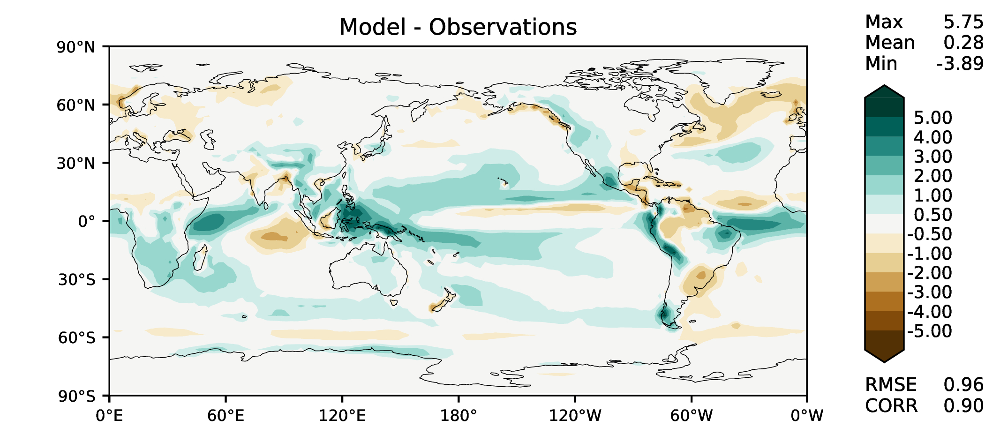 Model - Observations
Max 5.75
Mean 0.28
Min -3.89
90°N
60°N
30°N
0°
30°S
60°S
90°S
0°E 60°E 120°E 180° 120°W 60°W 0°W
5.00
4.00
3.00
2.00
1.00
0.50
-0.50
-1.00
-2.00
-3.00
-4.00
-5.00
RMSE 0.96
CORR 0.90